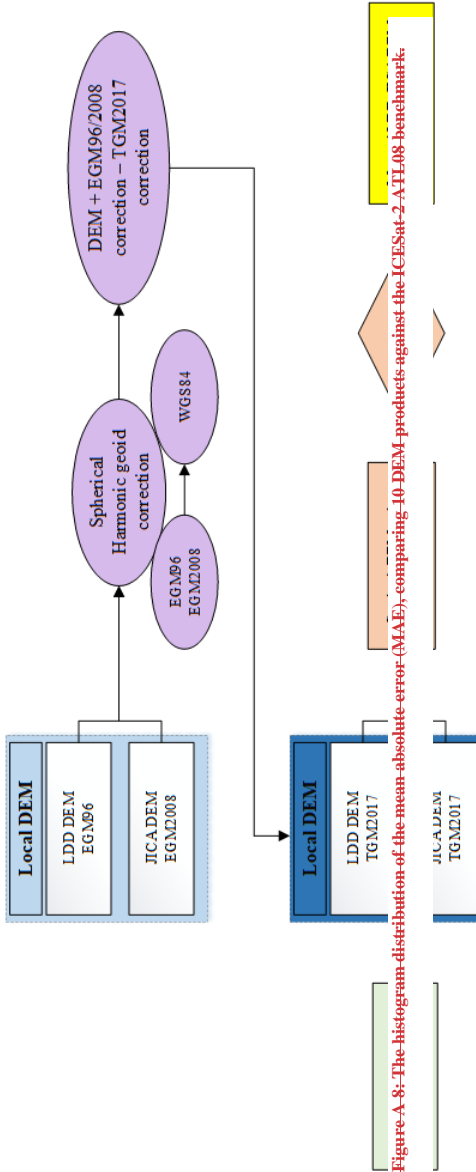 Local DEM
LDD DEM
EGM96
JICA DEM
EGM2008
Spherical
Harmonic geoid
correction
EGM96
EGM2008
WGS84
DEM + EGM96/2008
correction – TGM2017
correction
Local DEM
LDD DEM
TGM2017
JICA DEM
TGM2017
Figure A 8: The histogram distribution of the mean absolute error (MAE), comparing 10 DEM products against the ICESat-2 ATL08 benchmark.